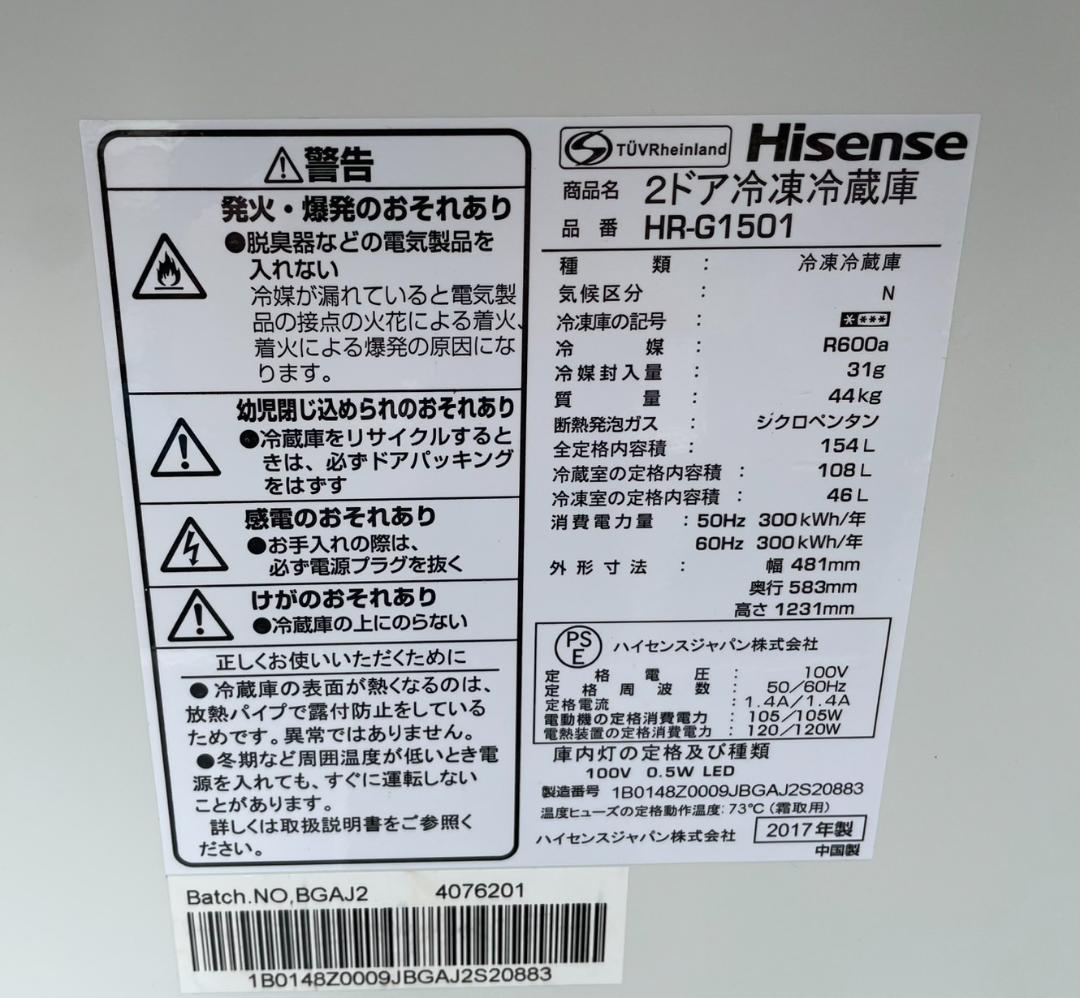 警告
発火・爆発のおそれあり
●脱臭器などの電気製品を
入れない
冷媒が漏れていると電気製
品の接点の火花による着火、
着火による爆発の原因にな
ります。
幼児閉じ込められのおそれあり
●冷蔵庫をリサイクルすると
きは、必ずドアパッキング
をはずす
感電のおそれあり
●お手入れの際は、
必ず電源プラグを抜く
けがのおそれあり
●冷蔵庫の上にのらない
正しくお使いいただくために
●冷蔵庫の表面が熱くなるのは、
放熱パイプで露付防止をしている
ためです。異常ではありません。
●冬期など周囲温度が低いとき電
源を入れても、すぐに運転しない
ことがあります。
詳しくは取扱説明書をご参照く
ださい。
TÜVRheinland Hisense
商品名 2ドア冷凍冷蔵庫
品番 HR-G1501
種類： 冷凍冷蔵庫
気候区分： N
冷凍庫の記号： ****
冷媒： R600a
冷媒封入量： 31g
質量： 44kg
断熱発泡ガス： ジクロペンタン
全定格内容積： 154L
冷蔵室の定格内容積： 108L
冷凍室の定格内容積： 46L
消費電力量： 50Hz 300kWh/年
60Hz 300kWh/年
外形寸法： 幅 481mm
奥行 583mm
高さ 1231mm
PSE ハイセンスジャパン株式会社
定格電圧： 100V
定格周波数： 50/60Hz
定格電流： 1.4A/1.4A
電動機の定格消費電力： 105/105W
電熱装置の定格消費電力： 120/120W
庫内灯の定格及び種類
100V 0.5W LED
製造番号 1B0148Z0009JBGAJ2S20883
温度ヒューズの定格動作温度:73℃(霜取用)
ハイセンスジャパン株式会社 2017年製
中国製
Batch.NO,BGAJ2 4076201
1B0148Z0009JBGAJ2S20883